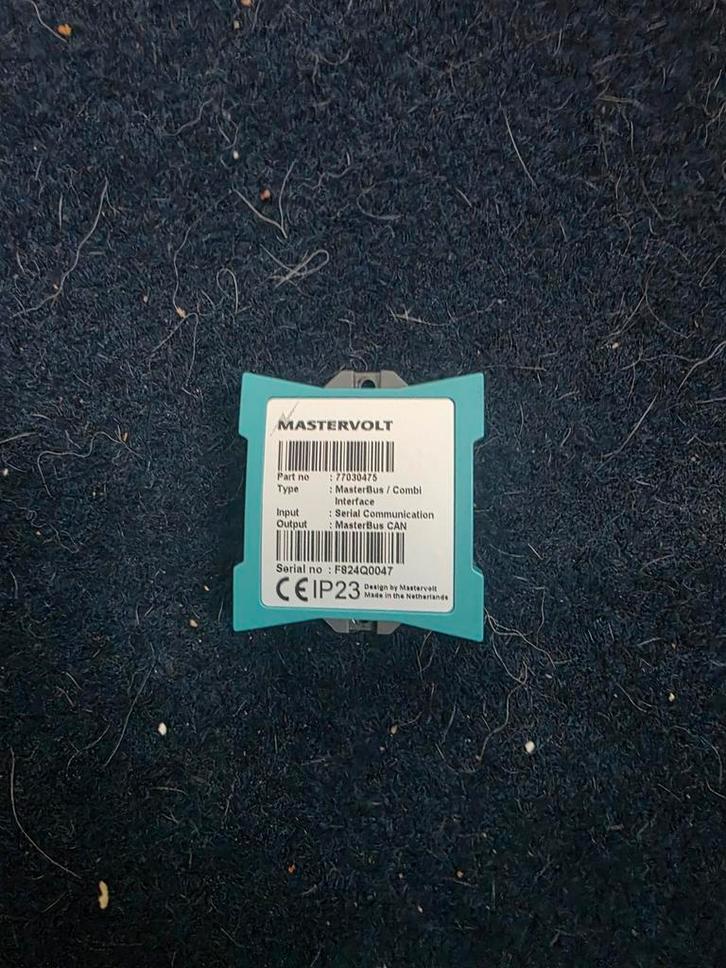 MASTERVOLT
Part no : 77030475
Type : MasterBus / Combi
Interface
Input : Serial Communication
Output : MasterBus CAN
Serial no : F824Q0047
CE IP23 Design by Mastervolt
Made in the Netherlands